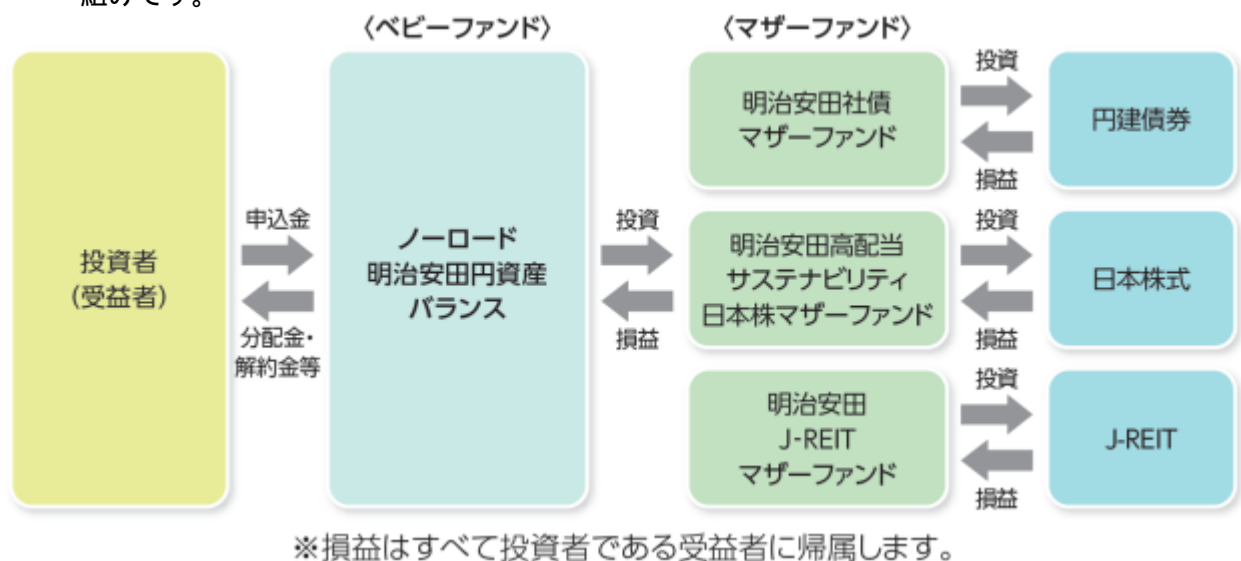 組みです。
〈ベビーファンド〉
〈マザーファンド〉
投資者
(受益者)
申込金
分配金・
解約金等
ノーロード
明治安田円資産
バランス
投資
損益
明治安田社債
マザーファンド
投資
損益
円建債券
明治安田高配当
サステナビリティ
日本株マザーファンド
投資
損益
日本株式
明治安田
J-REIT
マザーファンド
投資
損益
J-REIT
※損益はすべて投資者である受益者に帰属します。